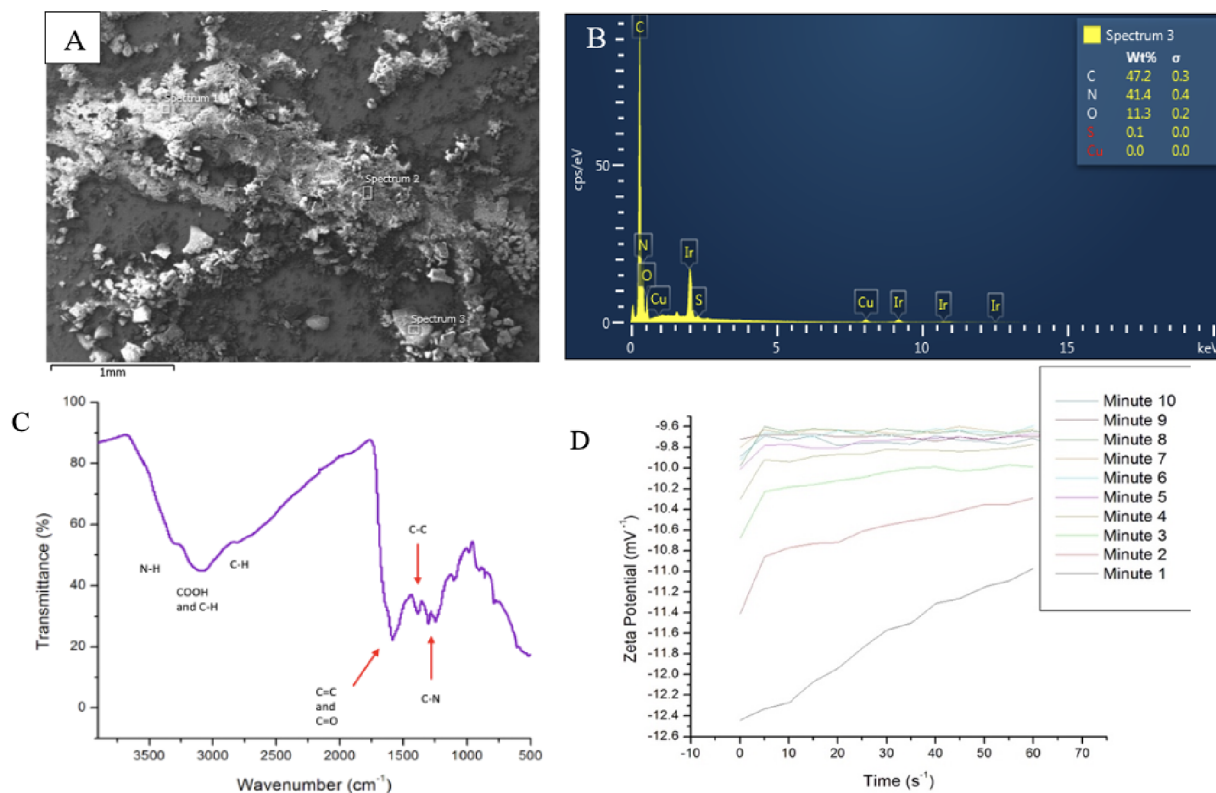 A
Spectrum 1
Spectrum 2
Spectrum 3
1mm
B
Spectrum 3
Wt% σ
C 47.2 0.3
N 41.4 0.4
O 11.3 0.2
S 0.1 0.0
Cu 0.0 0.0
cps/eV
50
0
C
N
O
Cu
Ir
S
Cu
Ir
Ir
Ir
0 5 10 15 keV
C
Transmittance (%)
100
80
60
40
20
0
N-H
COOH
and C-H
C-H
C-C
C=C
and
C=O
C-N
3500 3000 2500 2000 1500 1000 500
Wavenumber (cm⁻¹)
D
Zeta Potential (mV⁻¹)
-9.6
-9.8
-10.0
-10.2
-10.4
-10.6
-10.8
-11.0
-11.2
-11.4
-11.6
-11.8
-12.0
-12.2
-12.4
-12.6
-10 0 10 20 30 40 50 60 70
Time (s⁻¹)
Minute 10
Minute 9
Minute 8
Minute 7
Minute 6
Minute 5
Minute 4
Minute 3
Minute 2
Minute 1